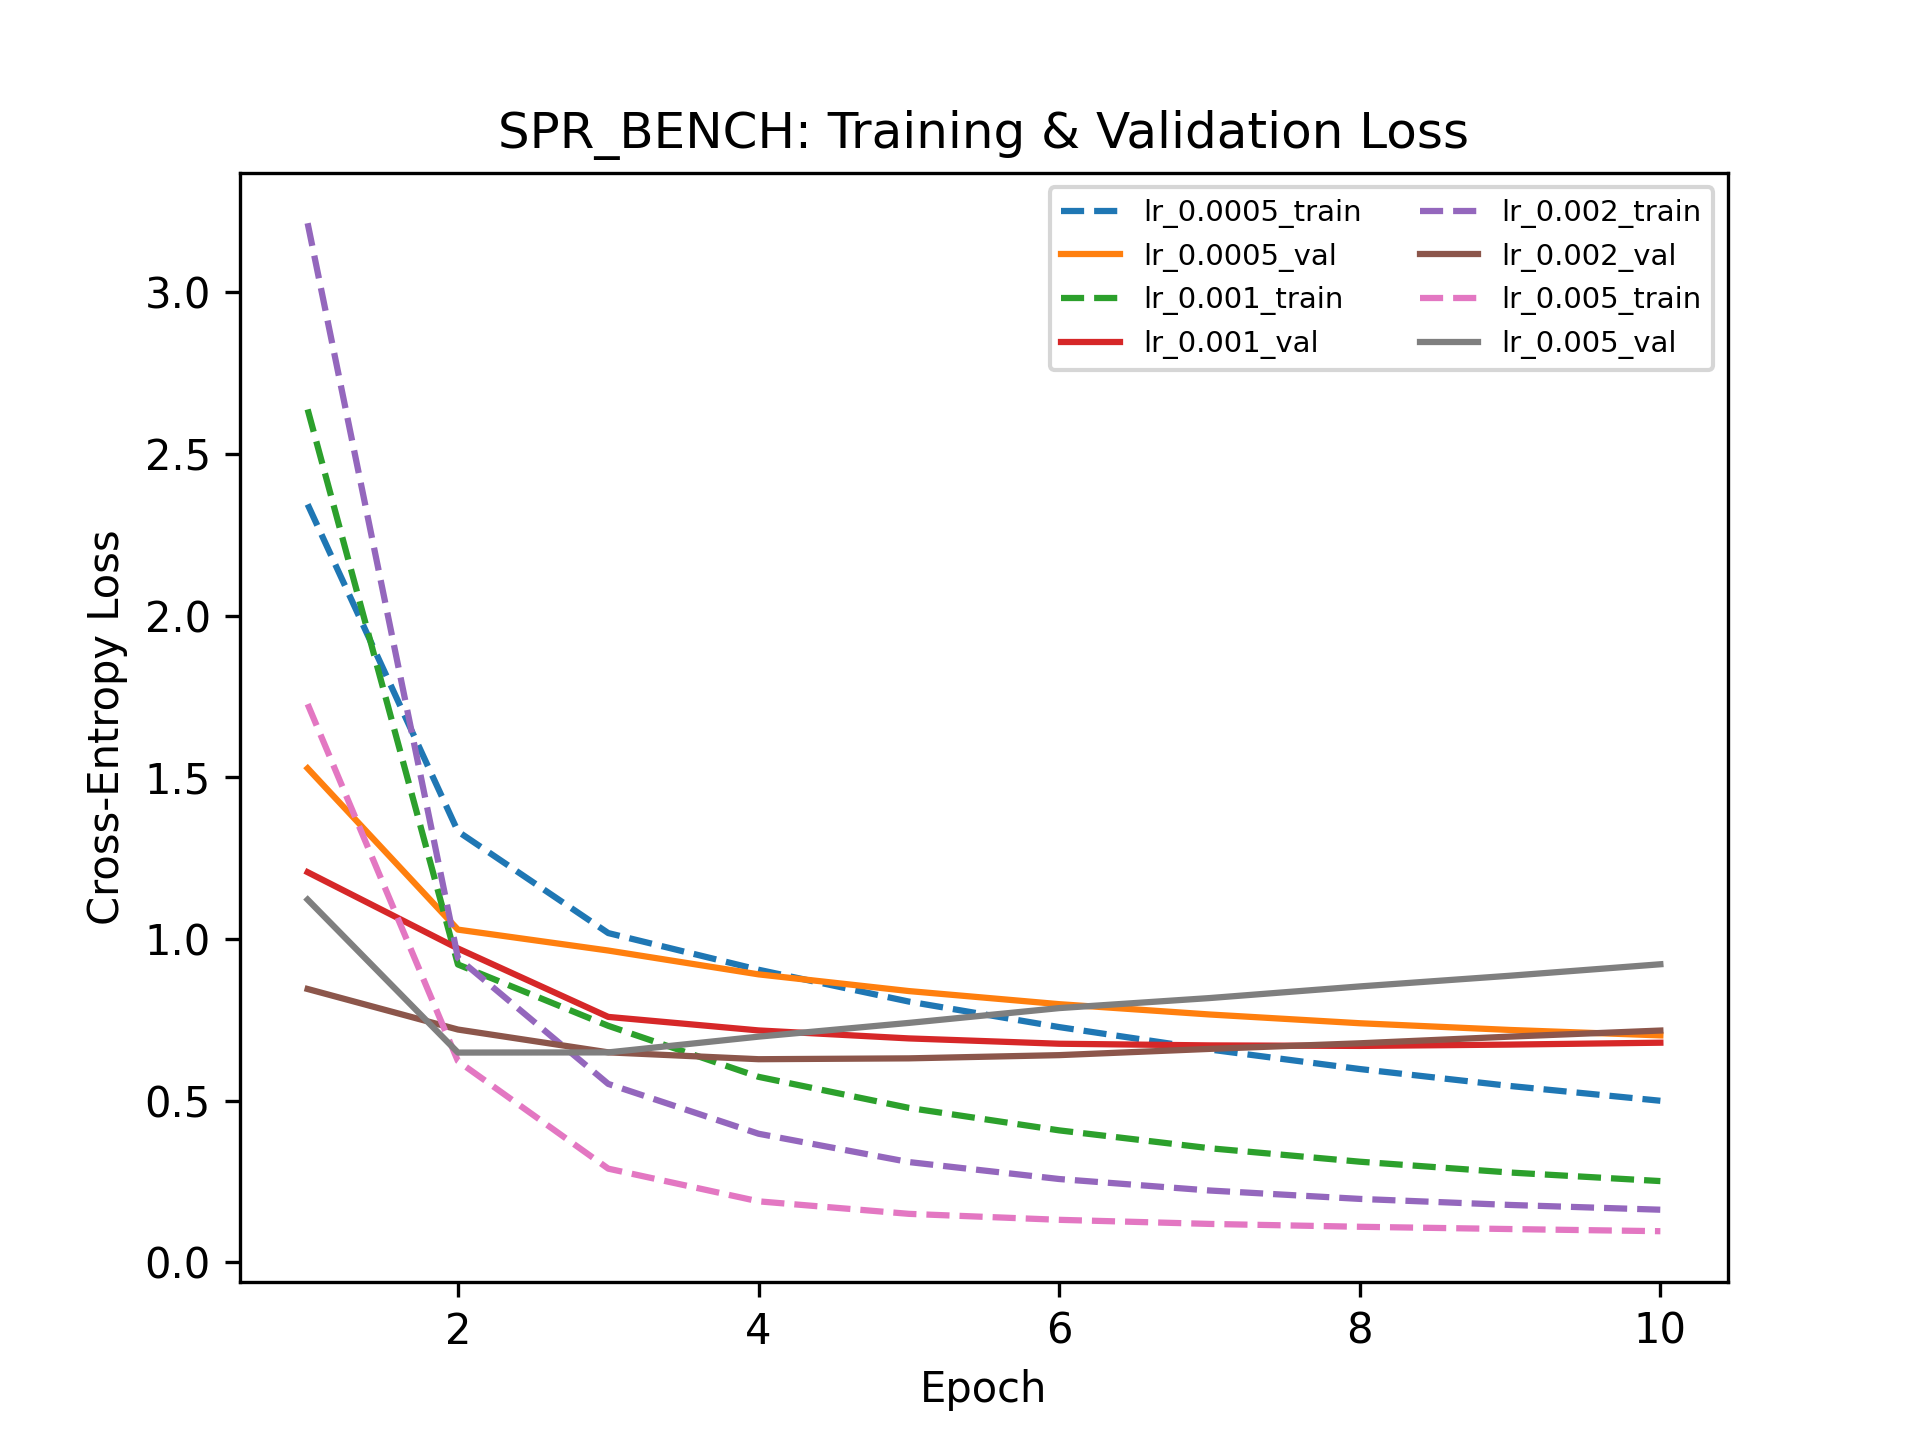 SPR_BENCH: Training & Validation Loss
lr_0.0005_train
lr_0.0005_val
lr_0.001_train
lr_0.001_val
lr_0.002_train
lr_0.002_val
lr_0.005_train
lr_0.005_val
Cross-Entropy Loss
3.0
2.5
2.0
1.5
1.0
0.5
0.0
2 4 6 8 10
Epoch